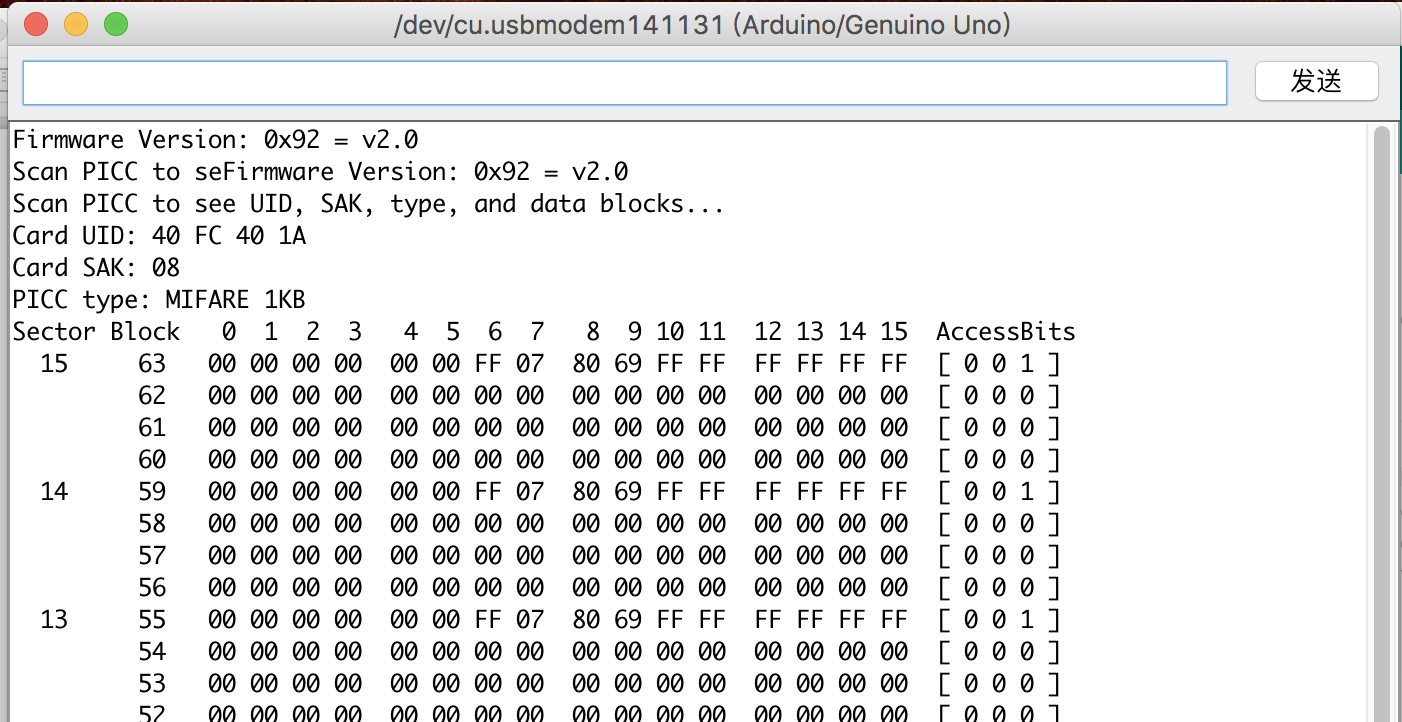 /dev/cu.usbmodem141131 (Arduino/Genuino Uno)
发送
Firmware Version: 0x92 = v2.0
Scan PICC to seFirmware Version: 0x92 = v2.0
Scan PICC to see UID, SAK, type, and data blocks...
Card UID: 40 FC 40 1A
Card SAK: 08
PICC type: MIFARE 1KB
Sector Block 0 1 2 3 4 5 6 7 8 9 10 11 12 13 14 15 AccessBits
15 63 00 00 00 00 00 00 FF 07 80 69 FF FF FF FF FF FF [ 0 0 1 ]
62 00 00 00 00 00 00 00 00 00 00 00 00 00 00 00 00 [ 0 0 0 ]
61 00 00 00 00 00 00 00 00 00 00 00 00 00 00 00 00 [ 0 0 0 ]
60 00 00 00 00 00 00 00 00 00 00 00 00 00 00 00 00 [ 0 0 0 ]
14 59 00 00 00 00 00 00 FF 07 80 69 FF FF FF FF FF FF [ 0 0 1 ]
58 00 00 00 00 00 00 00 00 00 00 00 00 00 00 00 00 [ 0 0 0 ]
57 00 00 00 00 00 00 00 00 00 00 00 00 00 00 00 00 [ 0 0 0 ]
56 00 00 00 00 00 00 00 00 00 00 00 00 00 00 00 00 [ 0 0 0 ]
13 55 00 00 00 00 00 00 FF 07 80 69 FF FF FF FF FF FF [ 0 0 1 ]
54 00 00 00 00 00 00 00 00 00 00 00 00 00 00 00 00 [ 0 0 0 ]
53 00 00 00 00 00 00 00 00 00 00 00 00 00 00 00 00 [ 0 0 0 ]
52 00 00 00 00 00 00 00 00 00 00 00 00 00 00 00 00 [ 0 0 0 ]